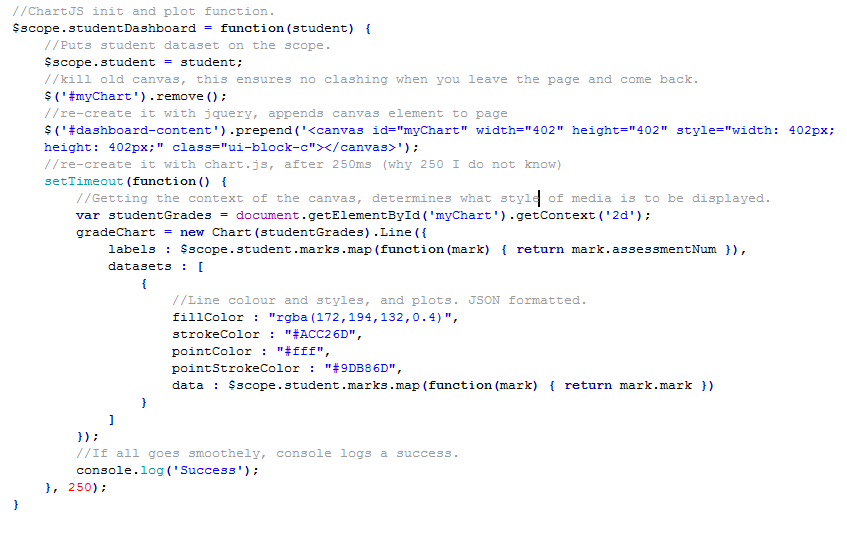 //ChartJS init and plot function.
$scope.studentDashboard = function(student) {
    //Puts student dataset on the scope.
    $scope.student = student;
    //kill old canvas, this ensures no clashing when you leave the page and come back.
    $('#myChart').remove();
    //re-create it with jquery, appends canvas element to page
    $('#dashboard-content').prepend('<canvas id="myChart" width="402" height="402" style="width: 402px;
    height: 402px;" class="ui-block-c"></canvas>');
    //re-create it with chart.js, after 250ms (why 250 I do not know)
    setTimeout(function() {
        //Getting the context of the canvas, determines what style of media is to be displayed.
        var studentGrades = document.getElementById('myChart').getContext('2d');
        gradeChart = new Chart(studentGrades).Line({
            labels : $scope.student.marks.map(function(mark) { return mark.assessmentNum }),
            datasets : [
                {
                    //Line colour and styles, and plots. JSON formatted.
                    fillColor : "rgba(172,194,132,0.4)",
                    strokeColor : "#ACC26D",
                    pointColor : "#fff",
                    pointStrokeColor : "#9DB86D",
                    data : $scope.student.marks.map(function(mark) { return mark.mark })
                }
            ]
        });
        //If all goes smoothely, console logs a success.
        console.log('Success');
    }, 250);
}